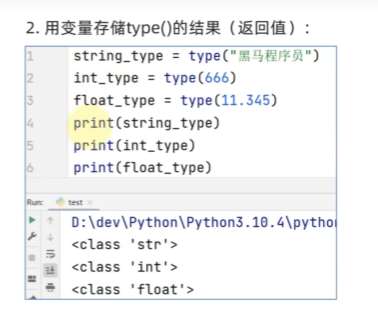 2. 用变量存储type()的结果（返回值）：
1 string_type = type("黑马程序员")
2 int_type = type(666)
3 float_type = type(11.345)
4 print(string_type)
5 print(int_type)
6 print(float_type)
Run: test ×
D:\dev\Python\Python3.10.4\python
<class 'str'>
<class 'int'>
<class 'float'>